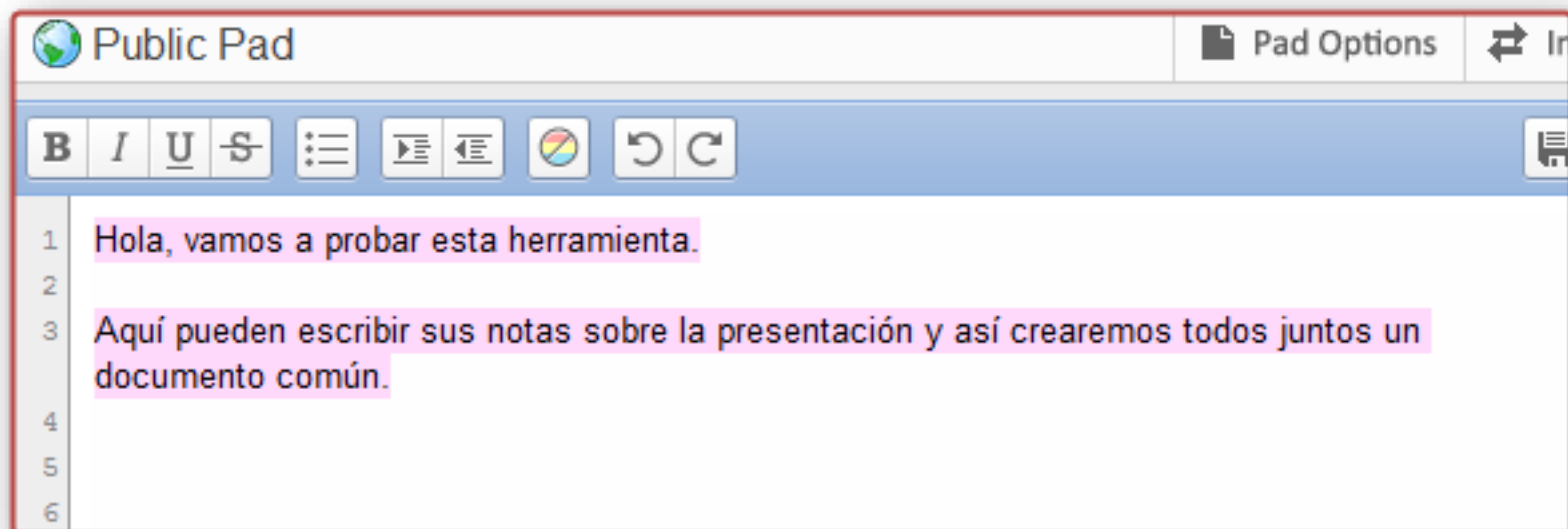 Public Pad
Pad Options
B I U S
1 Hola, vamos a probar esta herramienta.
2
3 Aquí pueden escribir sus notas sobre la presentación y así crearemos todos juntos un
documento común.
4
5
6